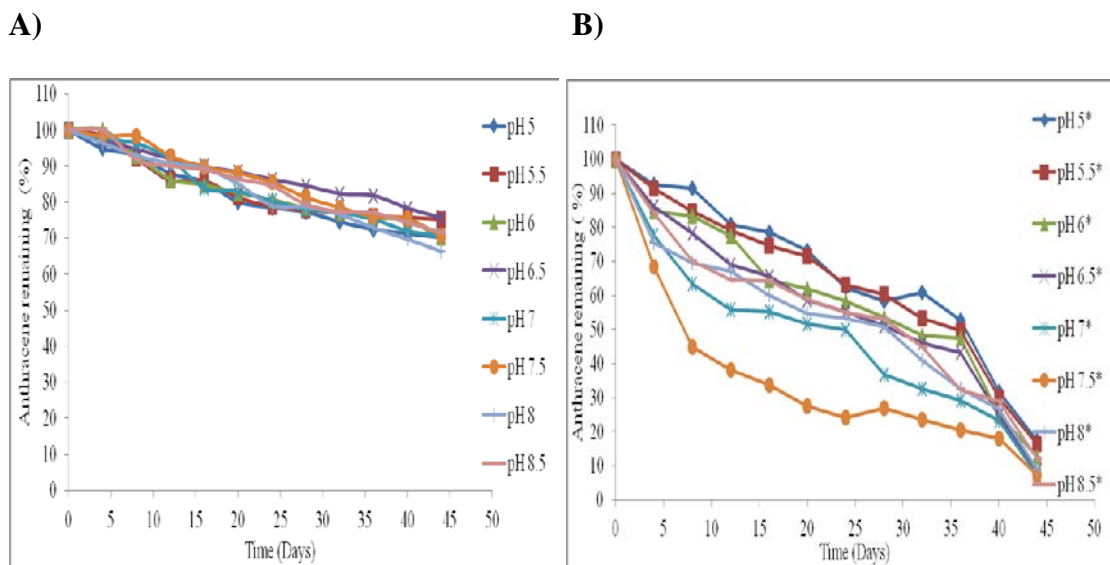 A)
B)
110
100
90
80
70
60
50
40
30
20
10
0
Anthracene remaining (%)
0 5 10 15 20 25 30 35 40 45 50
Time (Days)
pH 5
pH 5.5
pH 6
pH 6.5
pH 7
pH 7.5
pH 8
pH 8.5
110
100
90
80
70
60
50
40
30
20
10
0
Anthracene remaining (%)
0 5 10 15 20 25 30 35 40 45 50
Time (Days)
pH 5*
pH 5.5*
pH 6*
pH 6.5*
pH 7*
pH 7.5*
pH 8*
pH 8.5*